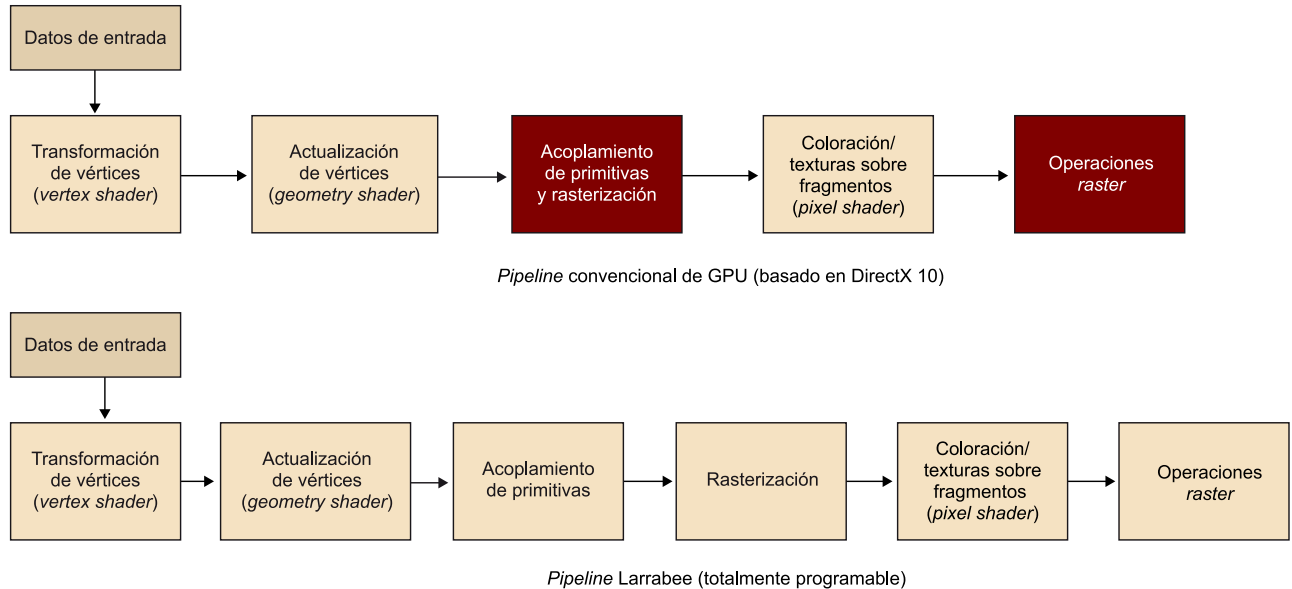 Datos de entrada
Transformación
de vértices
(vertex shader)
Actualización
de vértices
(geometry shader)
Acoplamiento
de primitivas
y rasterización
Coloración/
texturas sobre
fragmentos
(pixel shader)
Operaciones
raster
Pipeline convencional de GPU (basado en DirectX 10)
Datos de entrada
Transformación
de vértices
(vertex shader)
Actualización
de vértices
(geometry shader)
Acoplamiento
de primitivas
Rasterización
Coloración/
texturas sobre
fragmentos
(pixel shader)
Operaciones
raster
Pipeline Larrabee (totalmente programable)